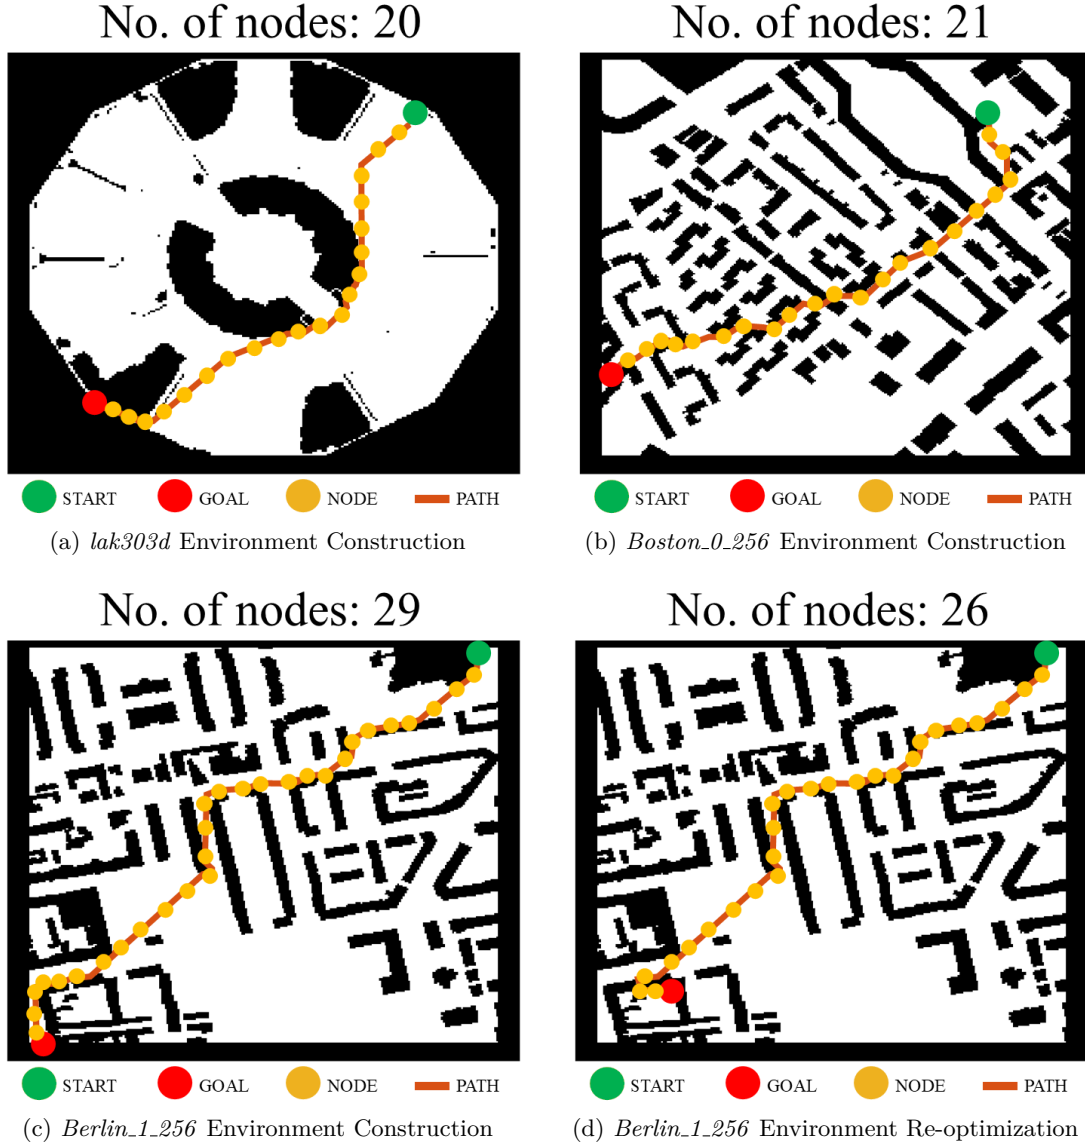 No. of nodes: 20
No. of nodes: 21
START GOAL NODE PATH
START GOAL NODE PATH
(a) lak303d Environment Construction
(b) Boston_0_256 Environment Construction
No. of nodes: 29
No. of nodes: 26
START GOAL NODE PATH
START GOAL NODE PATH
(c) Berlin_1_256 Environment Construction
(d) Berlin_1_256 Environment Re-optimization